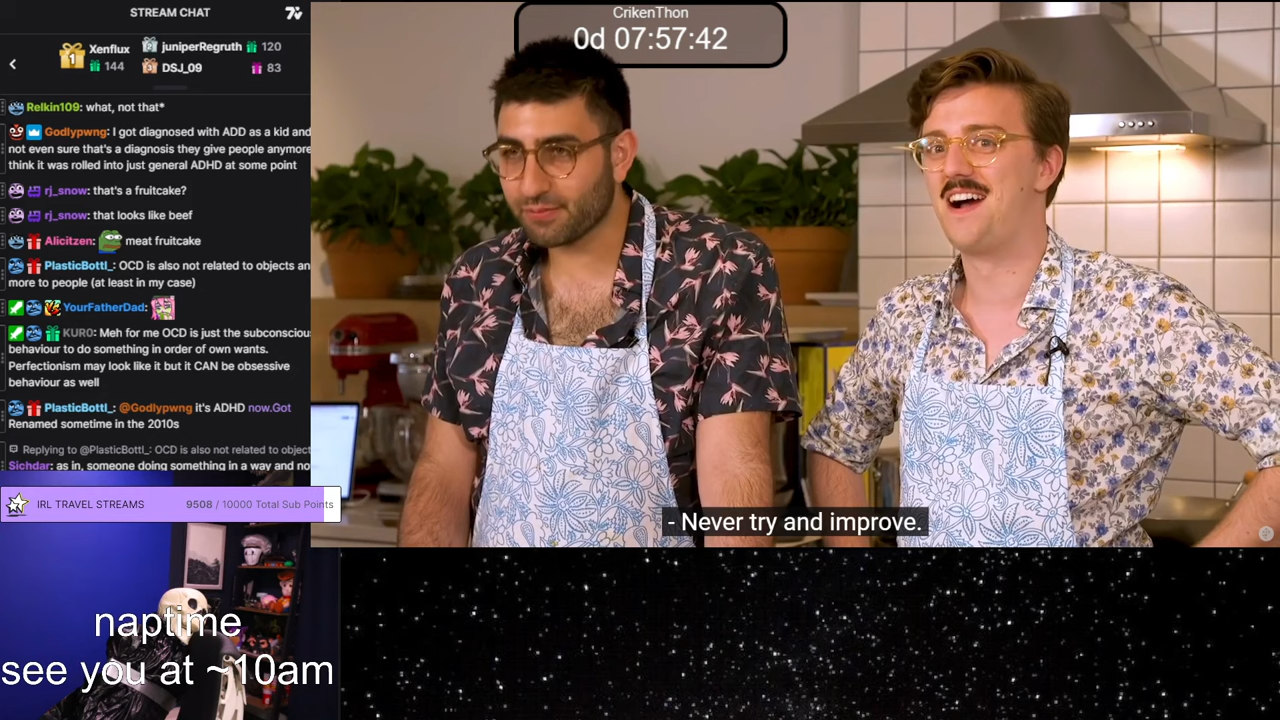 STREAM CHAT
Xenflux
144
juniperRegruth 120
DSJ_09 83
Relkin109: what, not that*
Godlypwng: I got diagnosed with ADD as a kid and
not even sure that's a diagnosis they give people anymore
think it was rolled into just general ADHD at some point
rj_snow: that's a fruitcake?
rj_snow: that looks like beef
Alicitzen: meat fruitcake
PlasticBottl_: OCD is also not related to objects an
more to people (at least in my case)
YourFatherDad:
KUR0: Meh for me OCD is just the subconsciou
behaviour to do something in order of own wants.
Perfectionism may look like it but it CAN be obsessive
behaviour as well
PlasticBottl_: @Godlypwng it's ADHD now.Got
Renamed sometime in the 2010s
Replying to @PlasticBottl_: OCD is also not related to object
Sichdar: as in, someone doing something in a way and no
IRL TRAVEL STREAMS 9508 / 10000 Total Sub Points
naptime
see you at ~10am
CrikenThon
0d 07:57:42
- Never try and improve.